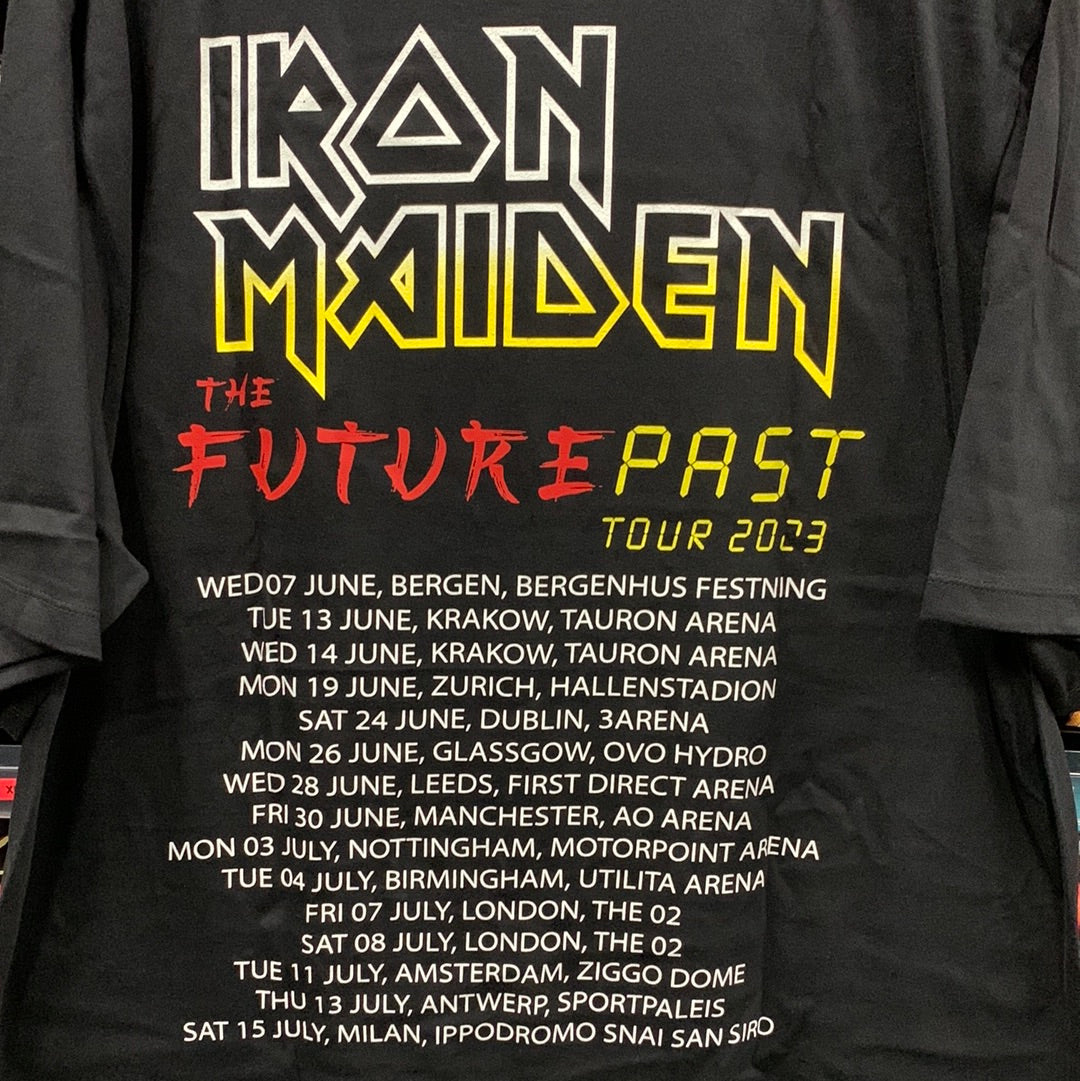 IRON
MAIDEN
THE
FUTUREPAST
TOUR 2023
WED07 JUNE, BERGEN, BERGENHUS FESTNING
TUE 13 JUNE, KRAKOW, TAURON ARENA
WED 14 JUNE, KRAKOW, TAURON ARENA
MON 19 JUNE, ZURICH, HALLENSTADION
SAT 24 JUNE, DUBLIN, 3ARENA
MON 26 JUNE, GLASSGOW, OVO HYDRO
WED 28 JUNE, LEEDS, FIRST DIRECT ARENA
FRI 30 JUNE, MANCHESTER, AO ARENA
MON 03 JULY, NOTTINGHAM, MOTORPOINT ARENA
TUE 04 JULY, BIRMINGHAM, UTILITA ARENA
FRI 07 JULY, LONDON, THE 02
SAT 08 JULY, LONDON, THE 02
TUE 11 JULY, AMSTERDAM, ZIGGO DOME
THU 13 JULY, ANTWERP, SPORTPALEIS
SAT 15 JULY, MILAN, IPPODROMO SNAI SAN SIRO